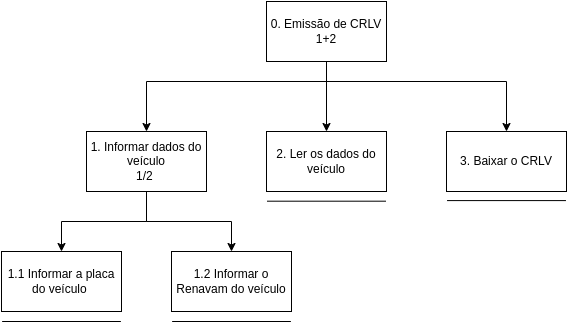 0. Emissão de CRLV
1+2
1. Informar dados do
veículo
1/2
2. Ler os dados do
veículo
3. Baixar o CRLV
1.1 Informar a placa
do veículo
1.2 Informar o
Renavam do veículo